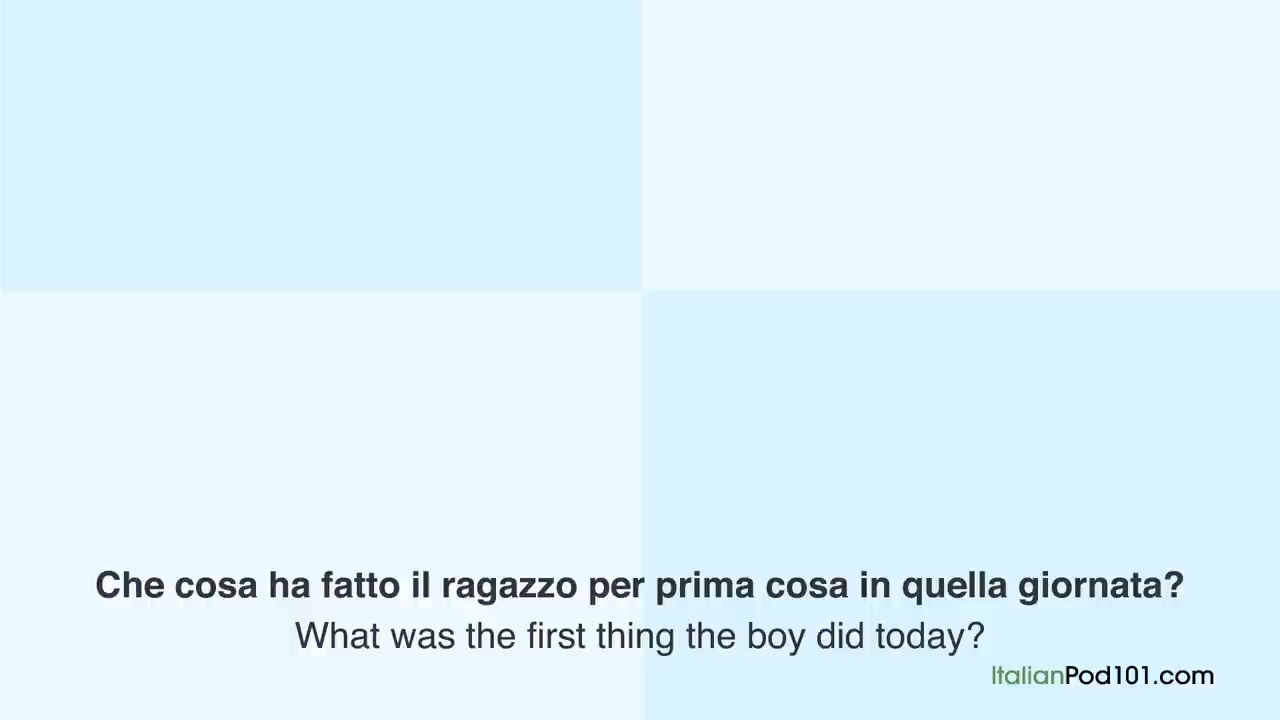 Che cosa ha fatto il ragazzo per prima cosa in quella giornata?
What was the first thing the boy did today?
ItalianPod101.com